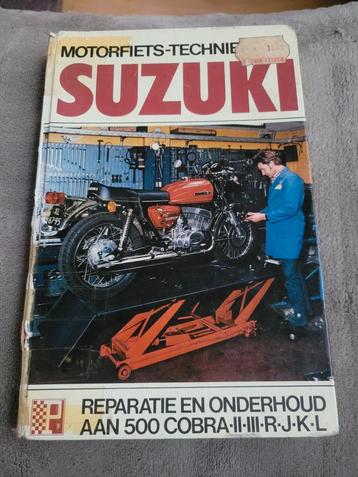 MOTORFIETS-TECHNIE
SUZUKI
REPARATIE EN ONDERHOUD
AAN 500 COBRA·II·III·R·J·K·L